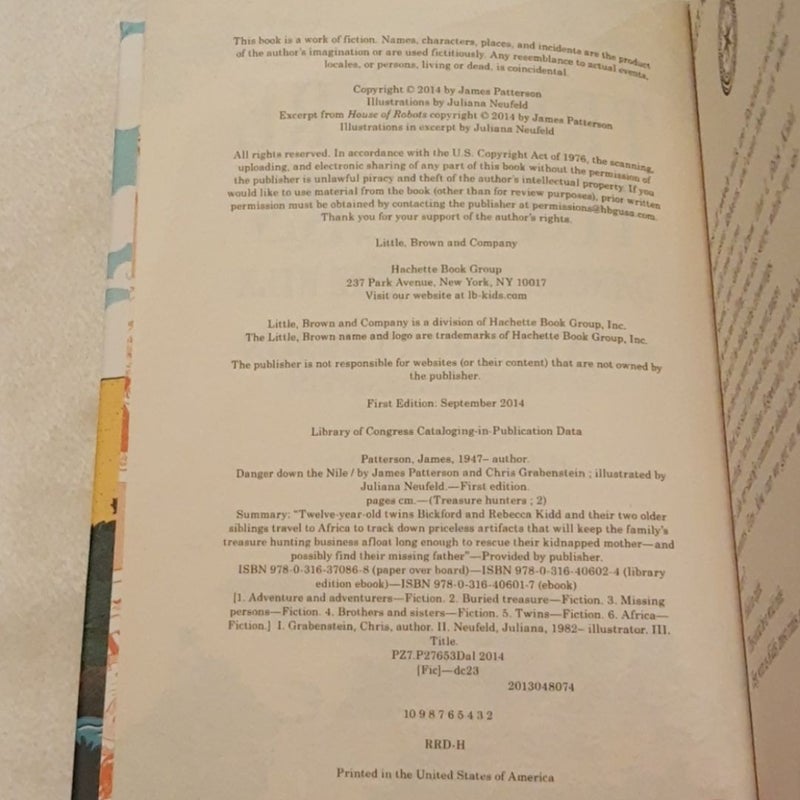 This book is a work of fiction. Names, characters, places, and incidents are the product
of the author's imagination or are used fictitiously. Any resemblance to actual events,
locales, or persons, living or dead, is coincidental.
Copyright © 2014 by James Patterson
Illustrations by Juliana Neufeld
Excerpt from House of Robots copyright © 2014 by James Patterson
Illustrations in excerpt by Juliana Neufeld
All rights reserved. In accordance with the U.S. Copyright Act of 1976, the scanning,
uploading, and electronic sharing of any part of this book without the permission of
the publisher is unlawful piracy and theft of the author's intellectual property. If you
would like to use material from the book (other than for review purposes), prior written
permission must be obtained by contacting the publisher at permissions@hbgusa.com.
Thank you for your support of the author's rights.
Little, Brown and Company
Hachette Book Group
237 Park Avenue, New York, NY 10017
Visit our website at lb-kids.com
Little, Brown and Company is a division of Hachette Book Group, Inc.
The Little, Brown name and logo are trademarks of Hachette Book Group, Inc.
The publisher is not responsible for websites (or their content) that are not owned by
the publisher.
First Edition: September 2014
Library of Congress Cataloging-in-Publication Data
Patterson, James, 1947– author.
Danger down the Nile / by James Patterson and Chris Grabenstein ; illustrated by
Juliana Neufeld.—First edition.
pages cm.—(Treasure hunters ; 2)
Summary: "Twelve-year-old twins Bickford and Rebecca Kidd and their two older
siblings travel to Africa to track down priceless artifacts that will keep the family's
treasure hunting business afloat long enough to rescue their kidnapped mother—and
possibly find their missing father"—Provided by publisher.
ISBN 978-0-316-37086-8 (paper over board)—ISBN 978-0-316-40602-4 (library
edition ebook)—ISBN 978-0-316-40601-7 (ebook)
[1. Adventure and adventurers—Fiction. 2. Buried treasure—Fiction. 3. Missing
persons—Fiction. 4. Brothers and sisters—Fiction. 5. Twins—Fiction. 6. Africa—
Fiction.] I. Grabenstein, Chris, author. II. Neufeld, Juliana, 1982– illustrator. III.
Title.
PZ7.P27653Dal 2014
[Fic]—dc23
2013048074
10 9 8 7 6 5 4 3 2
RRD-H
Printed in the United States of America